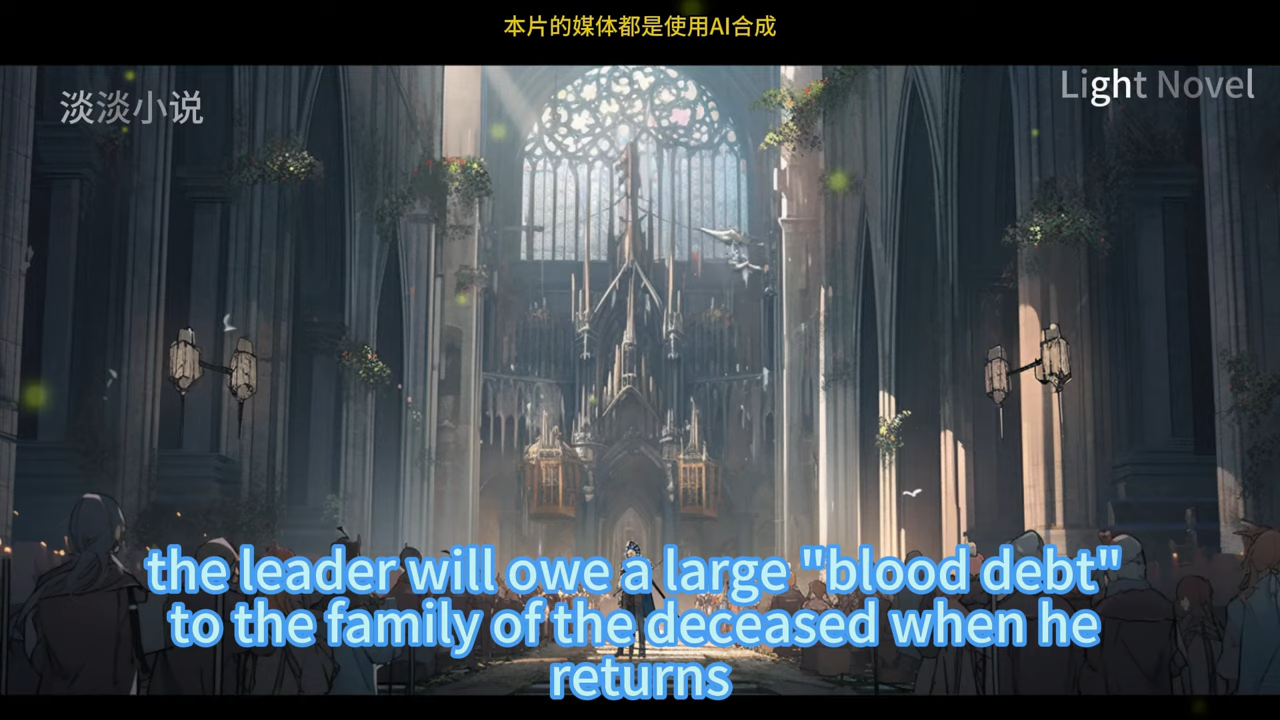 本片的媒体都是使用AI合成
淡淡小说
Light Novel
the leader will owe a large "blood debt"
to the family of the deceased when he
returns